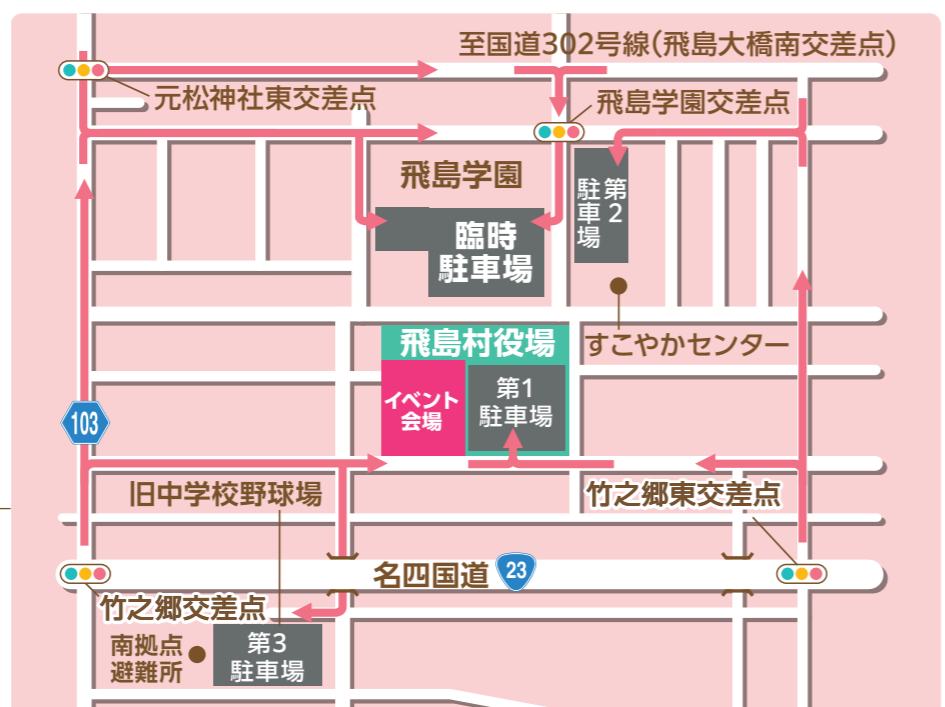 至国道302号線(飛島大橋南交差点)
元松神社東交差点
飛島学園交差点
飛島学園
第2
駐車場
臨時
駐車場
すこやかセンター
飛島村役場
イベント
会場
第1
駐車場
103
旧中学校野球場
竹之郷東交差点
名四国道
23
竹之郷交差点
南拠点
避難所
第3
駐車場